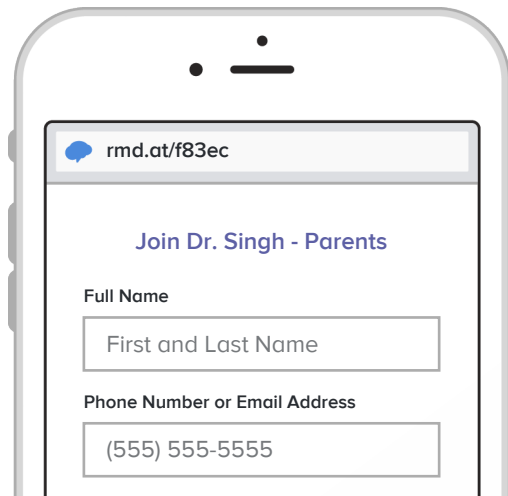 rmd.at/f83ec
Join Dr. Singh - Parents
Full Name
First and Last Name
Phone Number or Email Address
(555) 555-5555